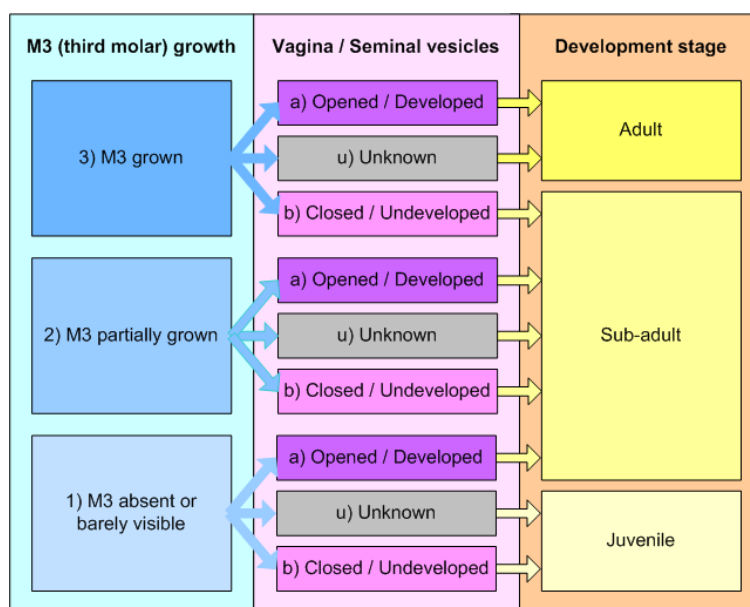 M3 (third molar) growth
Vagina / Seminal vesicles
Development stage
3) M3 grown
a) Opened / Developed
u) Unknown
b) Closed / Undeveloped
Adult
2) M3 partially grown
a) Opened / Developed
u) Unknown
b) Closed / Undeveloped
Sub-adult
1) M3 absent or
barely visible
a) Opened / Developed
u) Unknown
b) Closed / Undeveloped
Juvenile